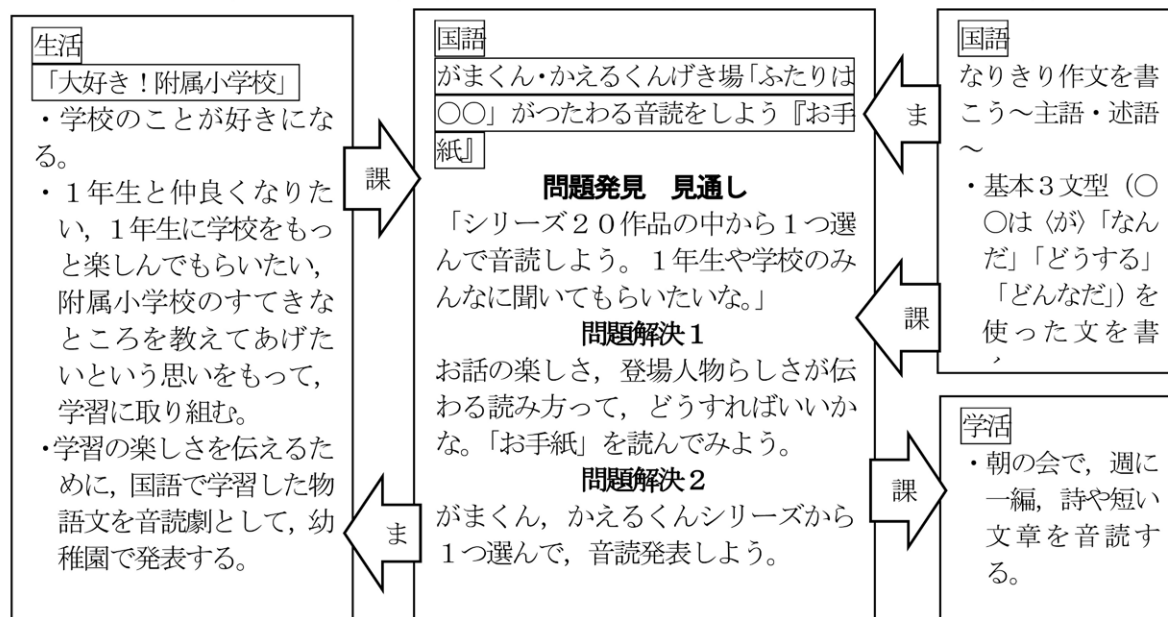 生活
「大好き!附属小学校」
・学校のことが好きにな
る。
・1年生と仲良くなりた
い,1年生に学校をもっ
と楽しんでもらいたい,
附属小学校のすてきな
ところを教えてあげた
いという思いをもって,
学習に取り組む。
・学習の楽しさを伝えるた
めに,国語で学習した物
語文を音読劇として,幼
稚園で発表する。
課
ま
国語
がまくん・かえるくんげき場「ふたりは
○○」がつたわる音読をしよう『お手
紙』
問題発見 見通し
「シリーズ20作品の中から1つ選
んで音読しよう。1年生や学校のみ
んなに聞いてもらいたいな。」
問題解決1
お話の楽しさ,登場人物らしさが伝
わる読み方って,どうすればいいか
な。「お手紙」を読んでみよう。
問題解決2
がまくん,かえるくんシリーズから
1つ選んで,音読発表しよう。
ま
課
課
国語
なりきり作文を書
こう~主語・述語
~
・基本3文型(○
○は〈が〉「なん
だ」「どうする」
「どんなだ」)を
使った文を書
学活
・朝の会で,週に
一編,詩や短い
文章を音読す
る。